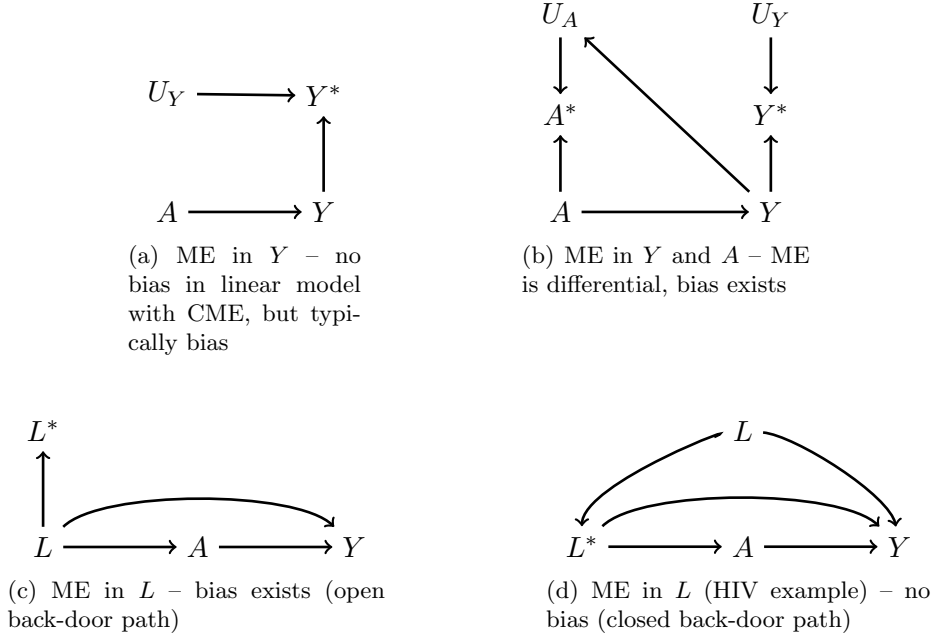 U_A U_Y
U_Y Y* A* Y*
A Y A Y
(a) ME in Y – no
bias in linear model
with CME, but typi-
cally bias
(b) ME in Y and A – ME
is differential, bias exists
L* L
L A Y L* A Y
(c) ME in L – bias exists (open
back-door path)
(d) ME in L (HIV example) – no
bias (closed back-door path)